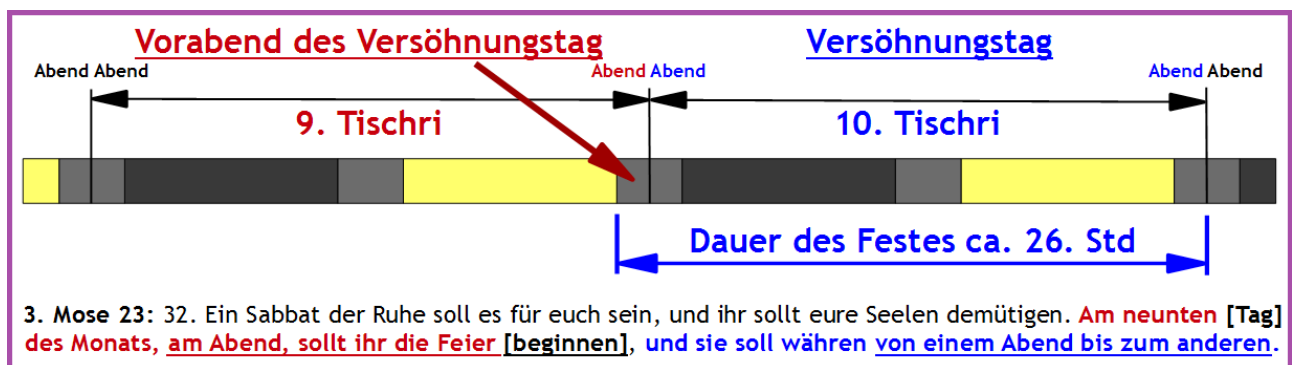 Vorabend des Versöhnungstag Versöhnungstag
Abend Abend Abend Abend Abend Abend
9. Tischri 10. Tischri
Dauer des Festes ca. 26. Std
3. Mose 23: 32. Ein Sabbat der Ruhe soll es für euch sein, und ihr sollt eure Seelen demütigen. Am neunten [Tag]
des Monats, am Abend, sollt ihr die Feier [beginnen], und sie soll währen von einem Abend bis zum anderen.